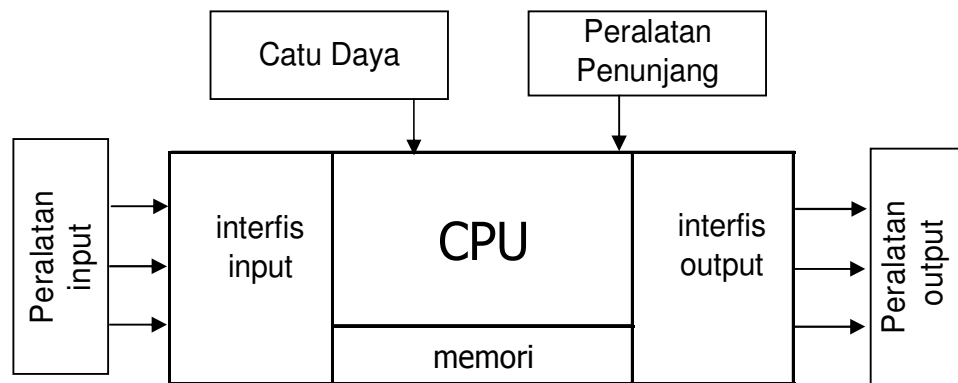 Catu Daya
Peralatan
Penunjang
Peralatan
input
interfis
input
CPU
memori
interfis
output
Peralatan
output